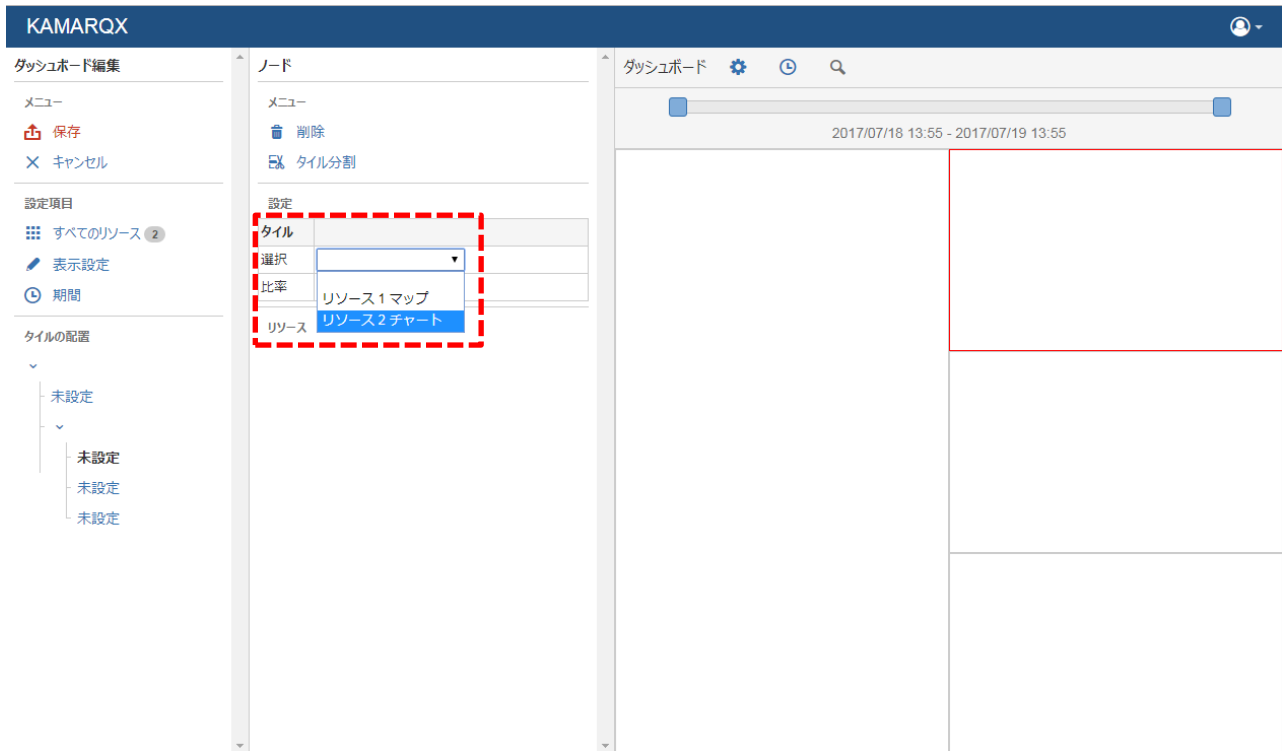 KAMARQX
ダッシュボード編集
メニュー
保存
キャンセル
設定項目
すべてのリソース 2
表示設定
期間
タイルの配置
未設定
未設定
未設定
未設定
ノード
メニュー
削除
タイル分割
設定
タイル
選択
比率
リソース1マップ
リソース2チャート
リソース
ダッシュボード
2017/07/18 13:55 - 2017/07/19 13:55